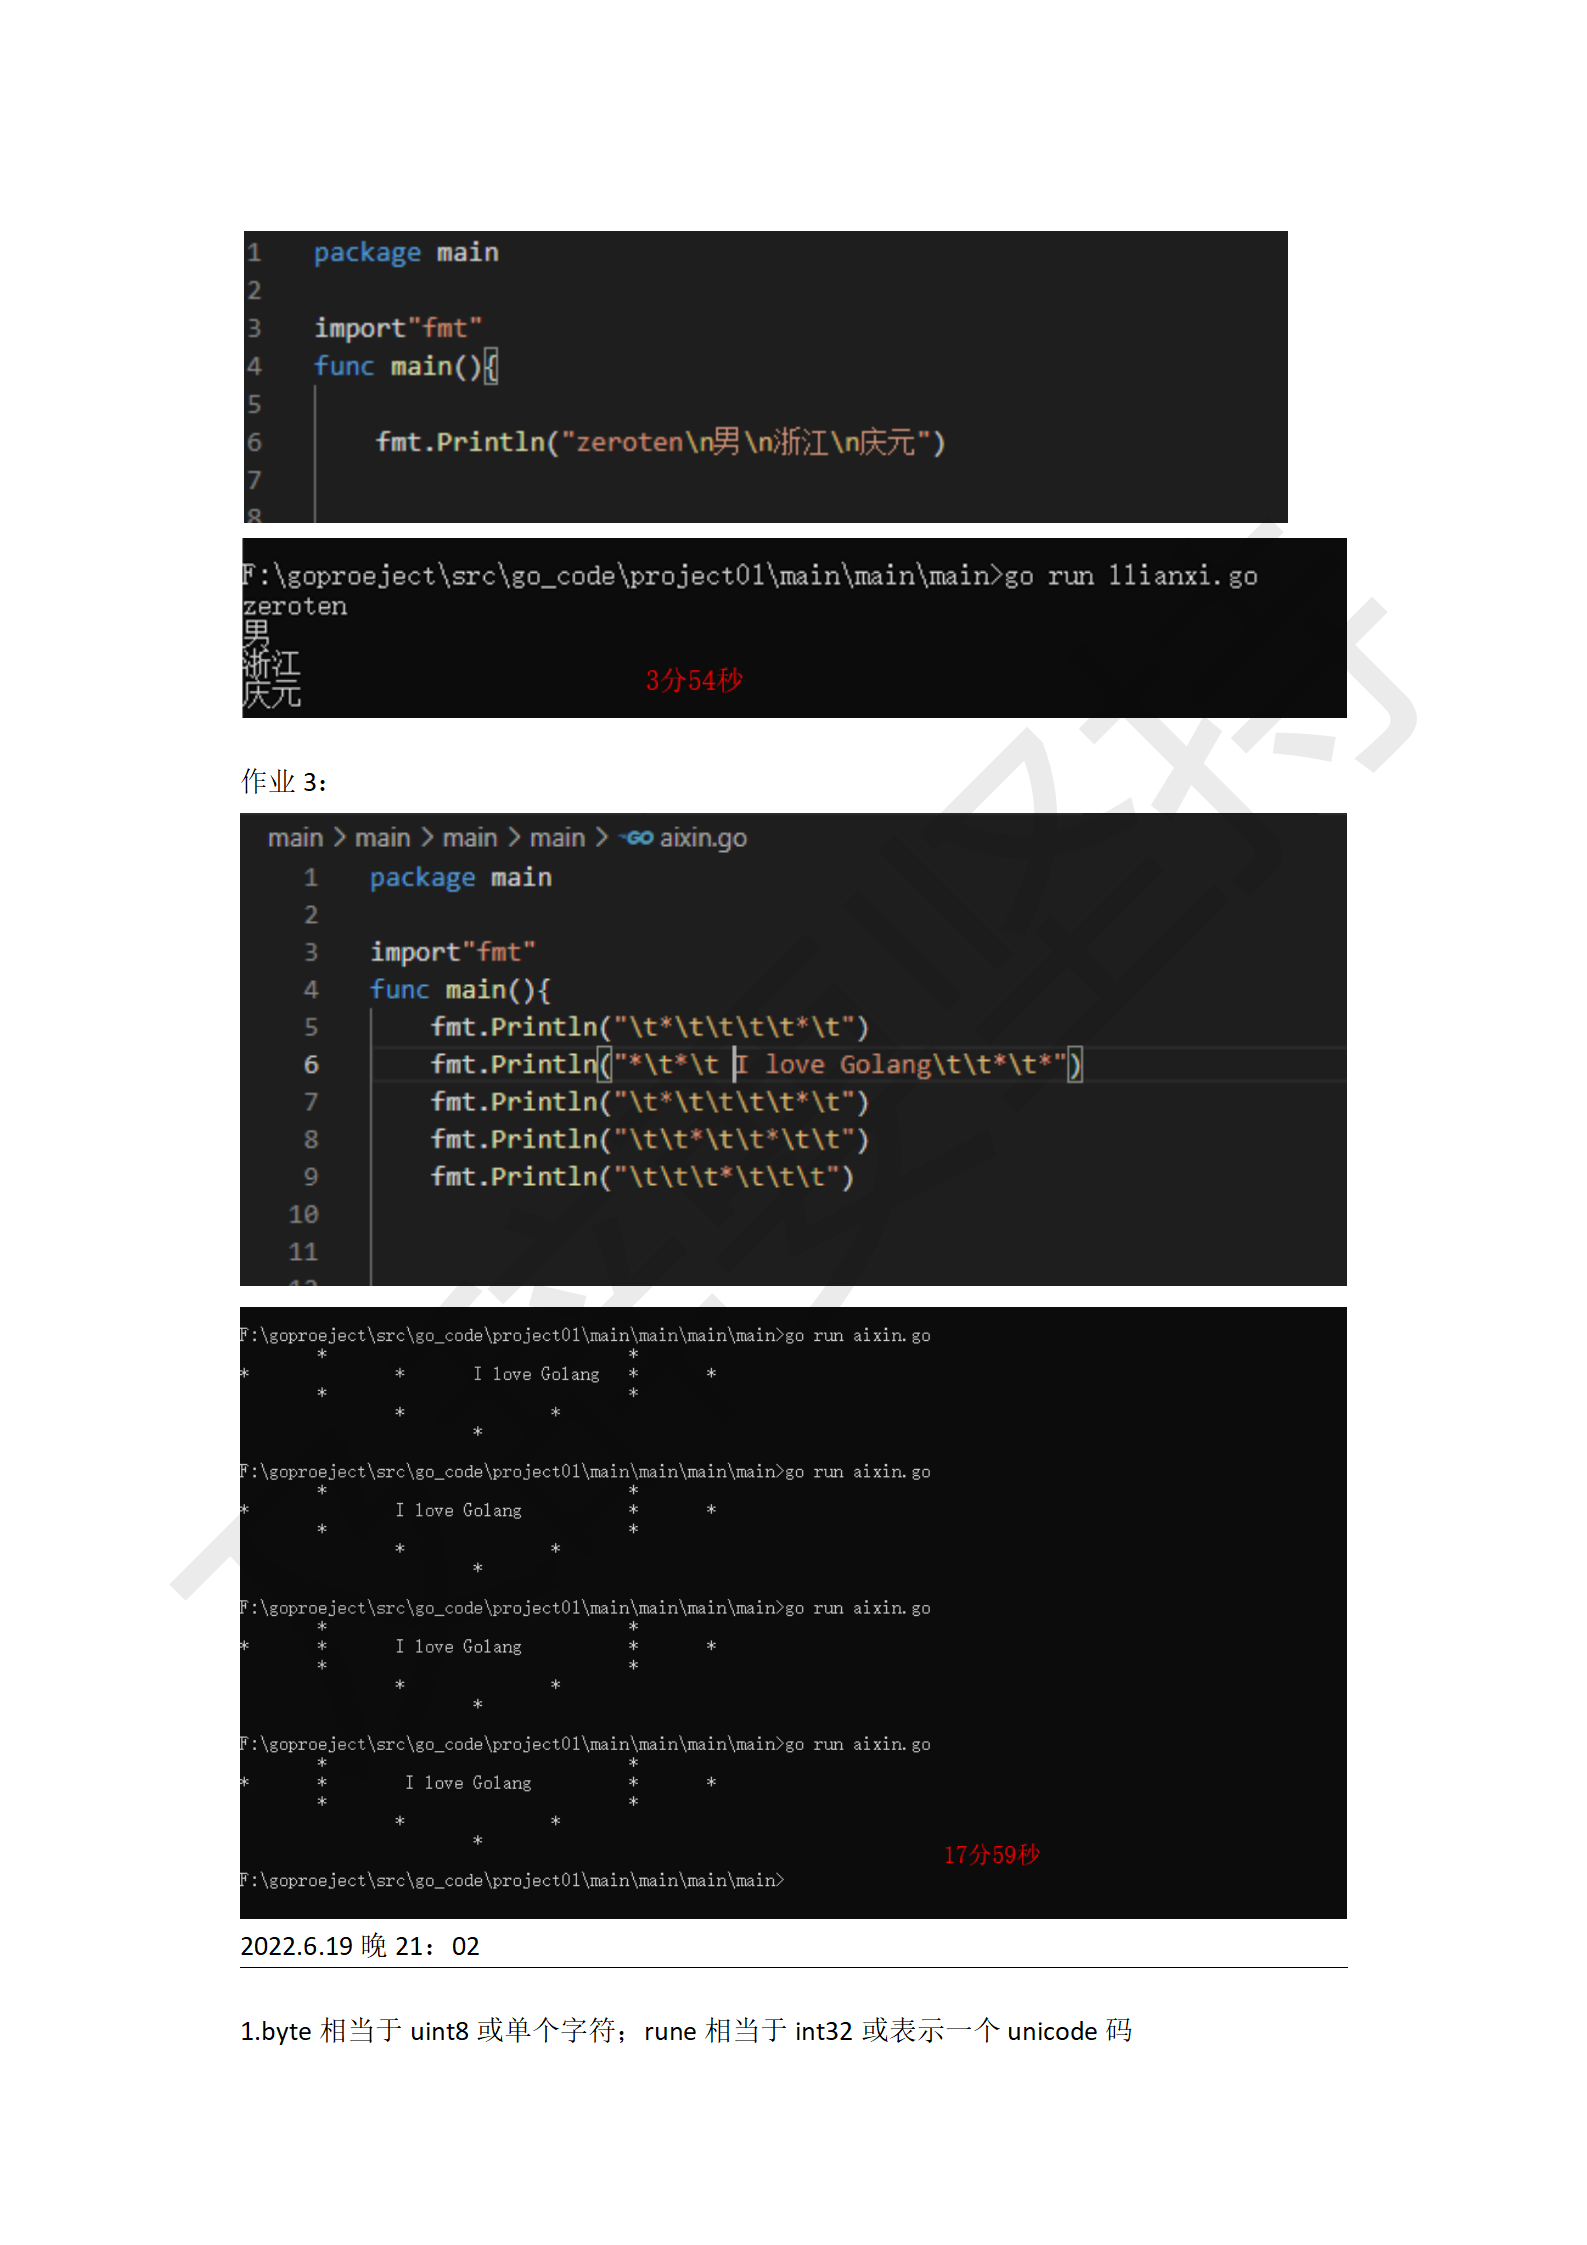 1 package main
2
3 import"fmt"
4 func main(){
5
6 fmt.Println("zeroten\n男\n浙江\n庆元")
7
8
F:\goproeject\src\go_code\project01\main\main\main>go run 1lianxi.go
zeroten
男
浙江
庆元
3分54秒
作业 3：
main > main > main > main > GO aixin.go
1 package main
2
3 import"fmt"
4 func main(){
5 fmt.Println("\t*\t\t\t\t*\t")
6 fmt.Println("*\t*\t I love Golang\t\t*\t*")
7 fmt.Println("\t*\t\t\t\t*\t")
8 fmt.Println("\t\t*\t\t*\t\t")
9 fmt.Println("\t\t\t*\t\t\t")
10
11
12
F:\goproeject\src\go_code\project01\main\main\main\main>go run aixin.go
* *
* * I love Golang * *
* *
* *
*
F:\goproeject\src\go_code\project01\main\main\main\main>go run aixin.go
* *
* I love Golang * *
* *
* *
*
F:\goproeject\src\go_code\project01\main\main\main\main>go run aixin.go
* *
* * I love Golang * *
* *
* *
*
F:\goproeject\src\go_code\project01\main\main\main\main>go run aixin.go
* *
* * I love Golang * *
* *
* *
*
17分59秒
F:\goproeject\src\go_code\project01\main\main\main\main>
2022.6.19 晚 21：02
1.byte 相当于 uint8 或单个字符；rune 相当于 int32 或表示一个 unicode 码